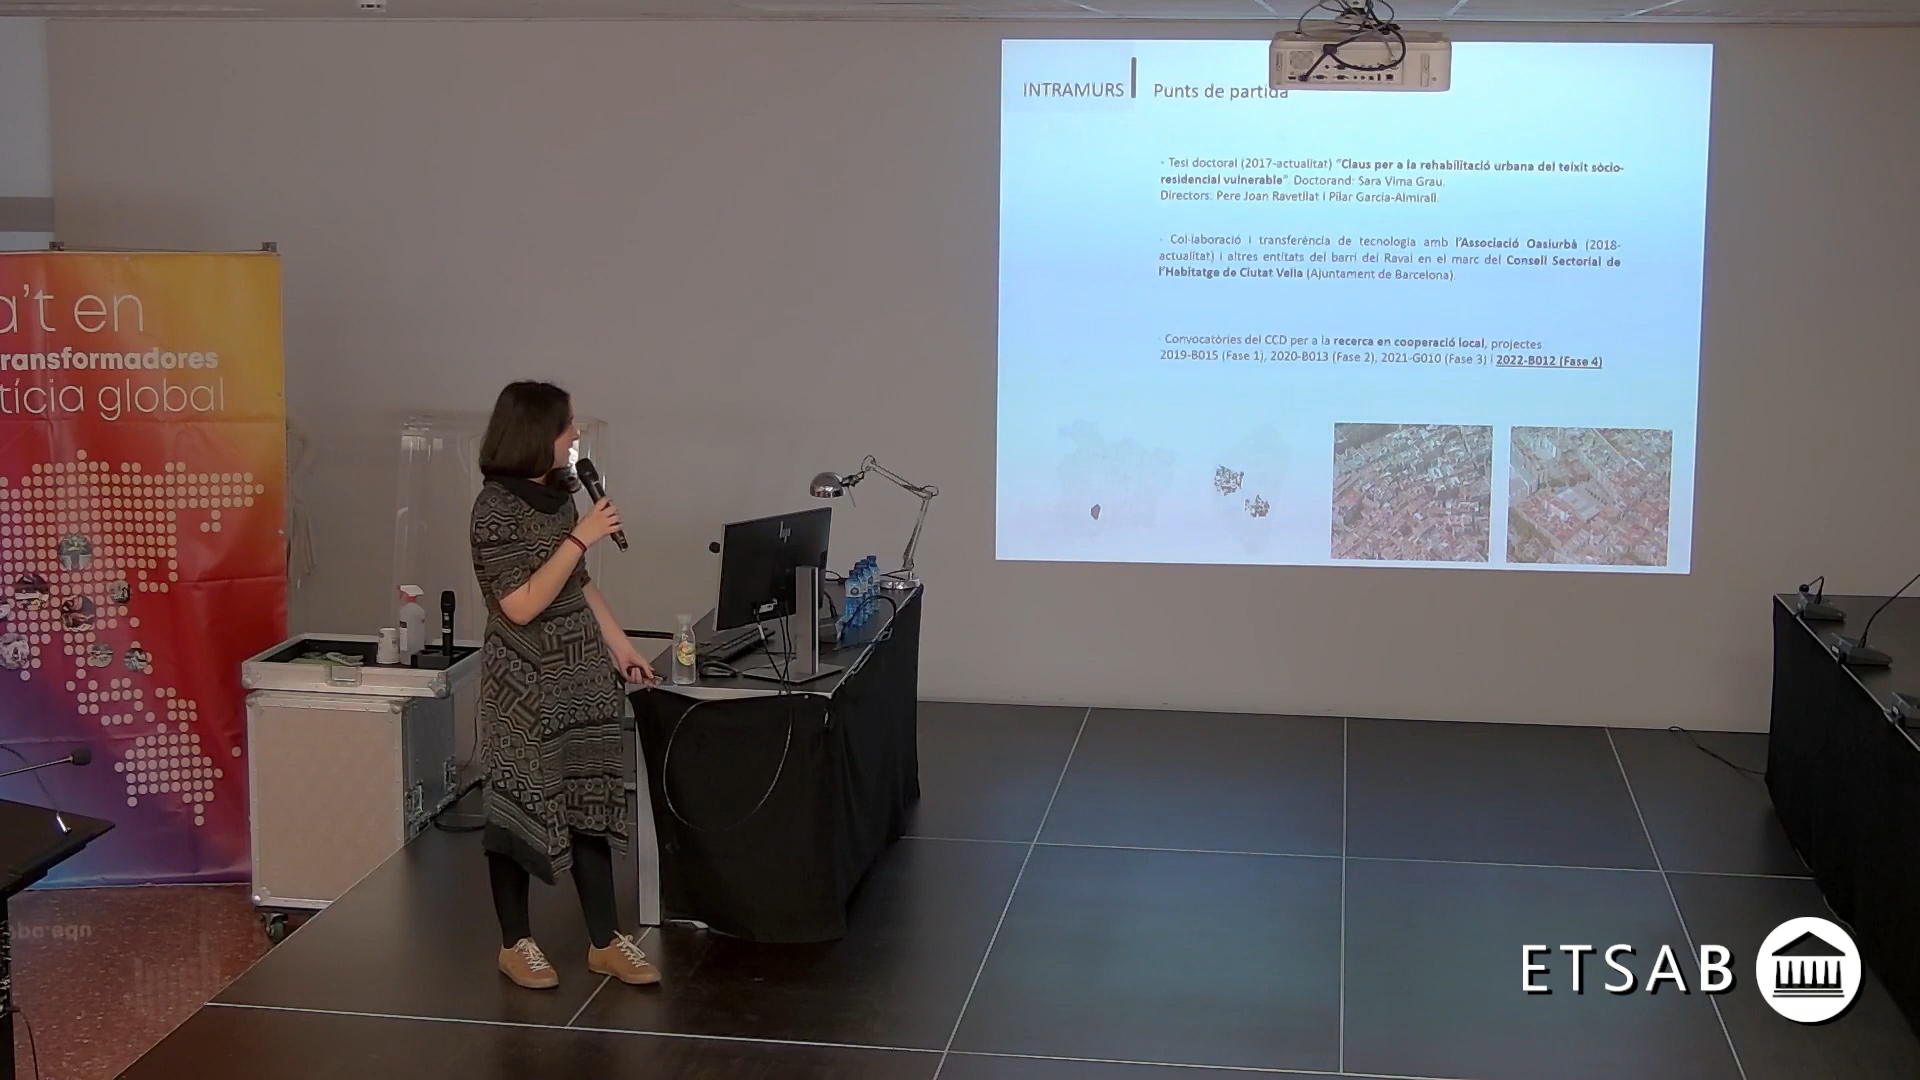 INTRAMURS | Punts de partida
- Tesi doctoral (2017-actualitat) "Claus per a la rehabilitació urbana del teixit sòcio-
residencial vulnerable". Doctorand: Sara Vima Grau.
Directors: Pere Joan Ravetllat i Pilar Garcia-Almirall.
- Col·laboració i transferència de tecnologia amb l'Associació Oasiurbà (2018-
actualitat) i altres entitats del barri del Raval en el marc del Consell Sectorial de
l'Habitatge de Ciutat Vella (Ajuntament de Barcelona).
- Convocatòries del CCD per a la recerca en cooperació local, projectes
2019-B015 (Fase 1), 2020-B013 (Fase 2), 2021-G010 (Fase 3) i 2022-B012 (Fase 4)
a't en
ransformadores
tícia global
hp
ETSAB